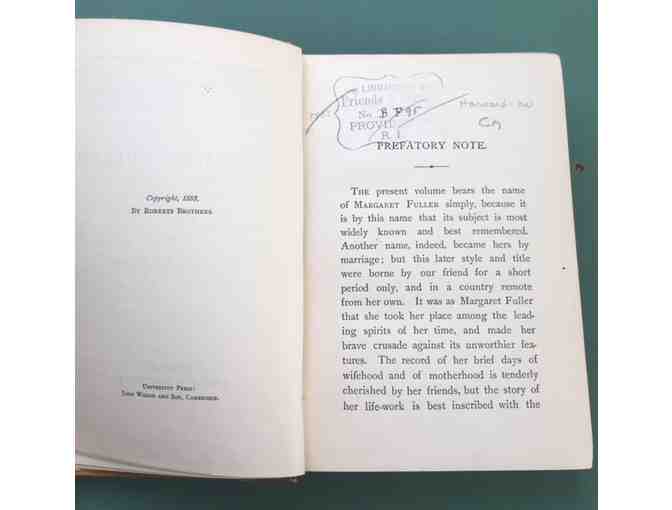 Copyright, 1883,
BY ROBERTS BROTHERS.
UNIVERSITY PRESS:
JOHN WILSON AND SON, CAMBRIDGE.
LIBRARY
Friends
No. B F95
PROVI
R. I.
PREFATORY NOTE.
THE present volume bears the name
of MARGARET FULLER simply, because it
is by this name that its subject is most
widely known and best remembered.
Another name, indeed, became hers by
marriage; but this later style and title
were borne by our friend for a short
period only, and in a country remote
from her own. It was as Margaret Fuller
that she took her place among the lead-
ing spirits of her time, and made her
brave crusade against its unworthier fea-
tures. The record of her brief days of
wifehood and of motherhood is tenderly
cherished by her friends, but the story of
her life-work is best inscribed with the